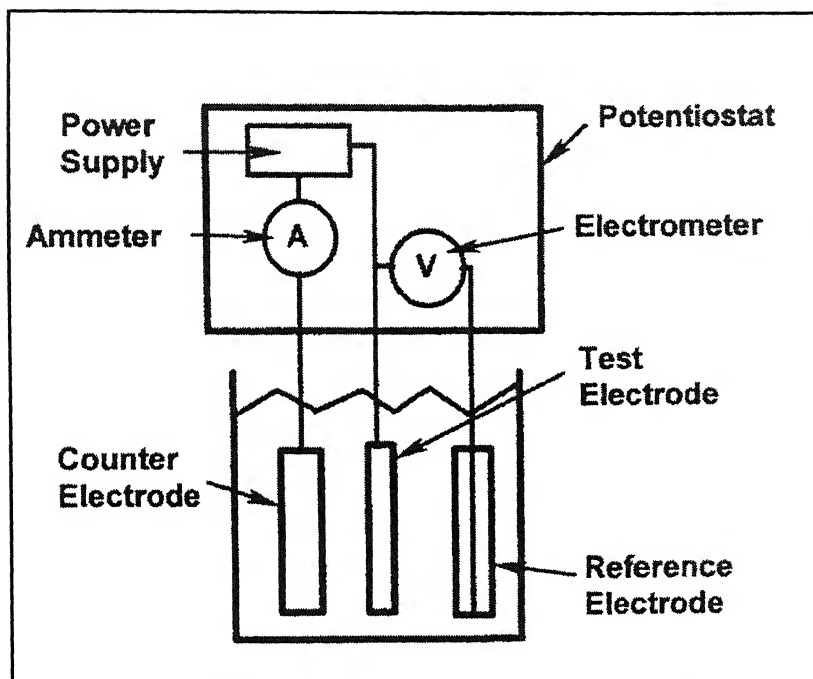 Power
Supply
Potentiostat
Ammeter
A
Electrometer
V
Test
Electrode
Counter
Electrode
Reference
Electrode